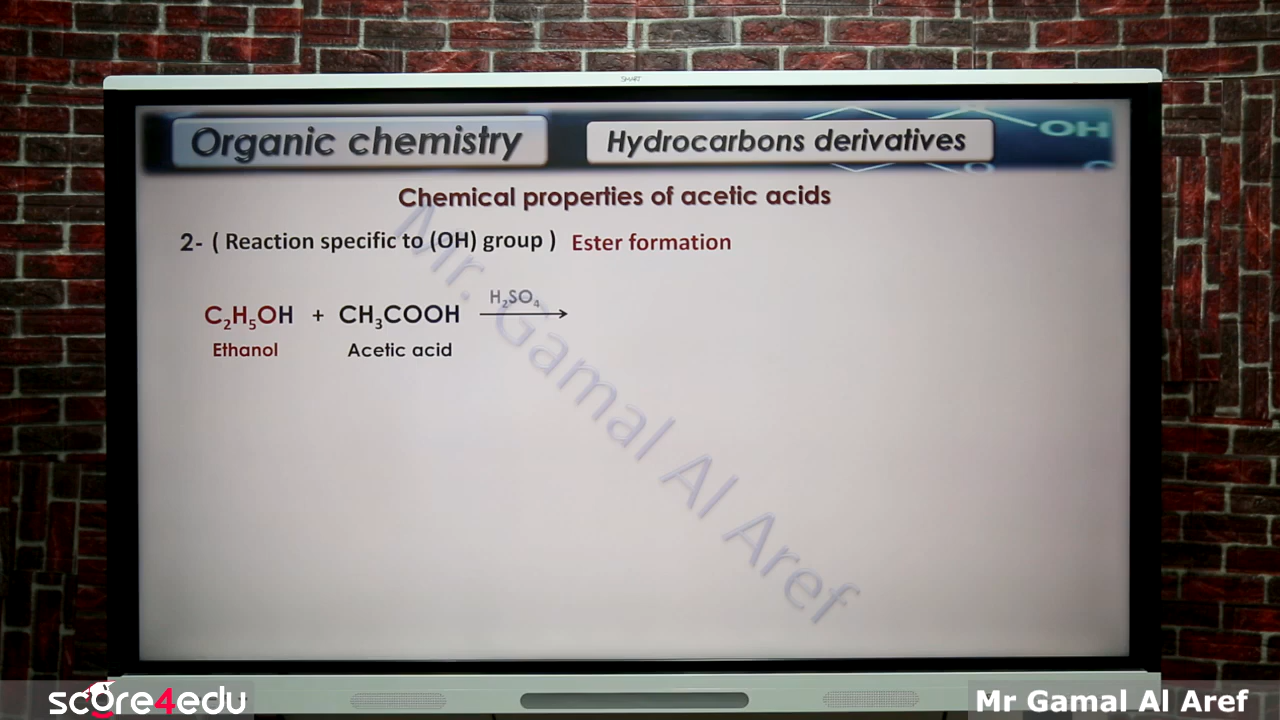 SMART
Organic chemistry
Hydrocarbons derivatives
OH
O
Chemical properties of acetic acids
2- ( Reaction specific to (OH) group ) Ester formation
C₂H₅OH + CH₃COOH H₂SO₄ →
Ethanol Acetic acid
Mr. Gamal Al Aref
score4edu
Mr Gamal Al Aref